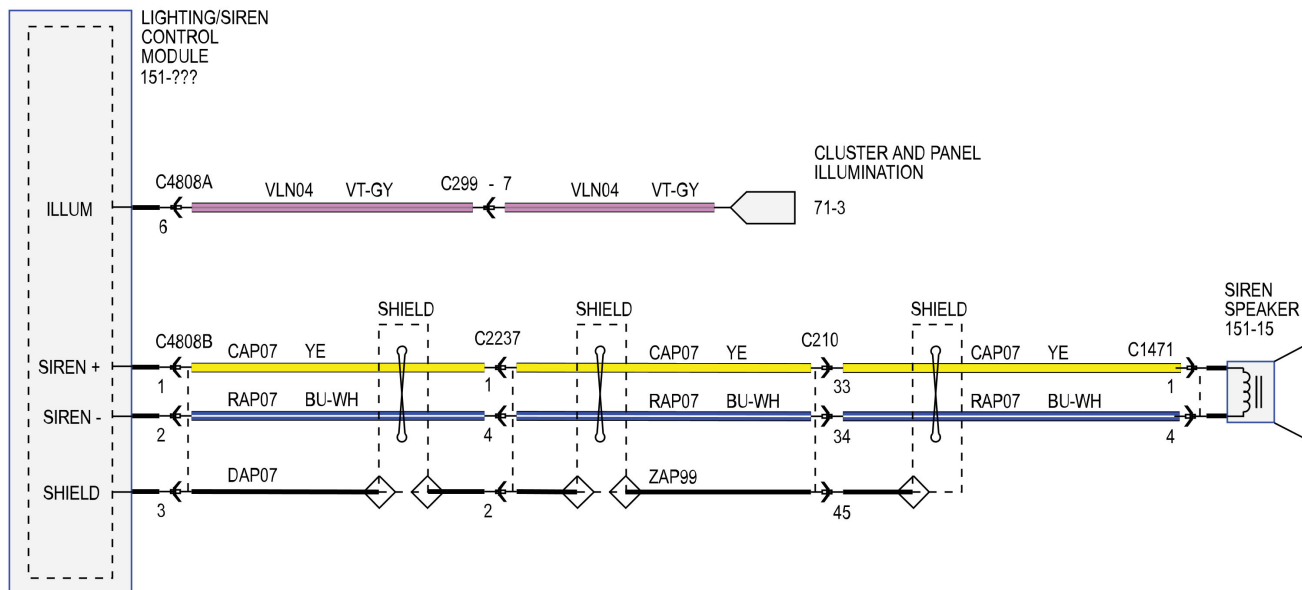 LIGHTING/SIREN
CONTROL
MODULE
151-???
CLUSTER AND PANEL
ILLUMINATION
71-3
C4808A
VLN04 VT-GY
C299 - 7
VLN04 VT-GY
ILLUM
6
SIREN
SPEAKER
151-15
SHIELD
SHIELD
SHIELD
C4808B
C2237
C210
C1471
CAP07 YE
CAP07 YE
CAP07 YE
SIREN +
1
1
33
1
RAP07 BU-WH
RAP07 BU-WH
RAP07 BU-WH
SIREN -
2
4
34
4
DAP07
ZAP99
SHIELD
3
2
45